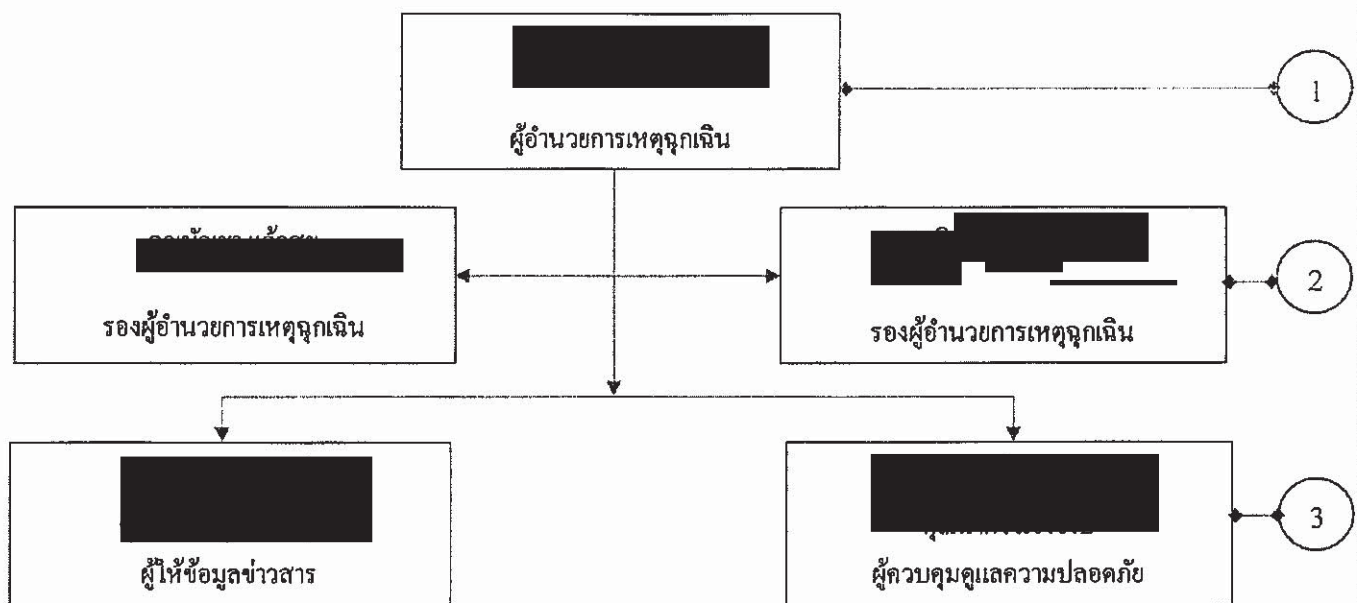 ผู้อำนวยการเหตุฉุกเฉิน
1
รองผู้อำนวยการเหตุฉุกเฉิน
รองผู้อำนวยการเหตุฉุกเฉิน
2
ผู้ให้ข้อมูลข่าวสาร
ผู้ควบคุมดูแลความปลอดภัย
3